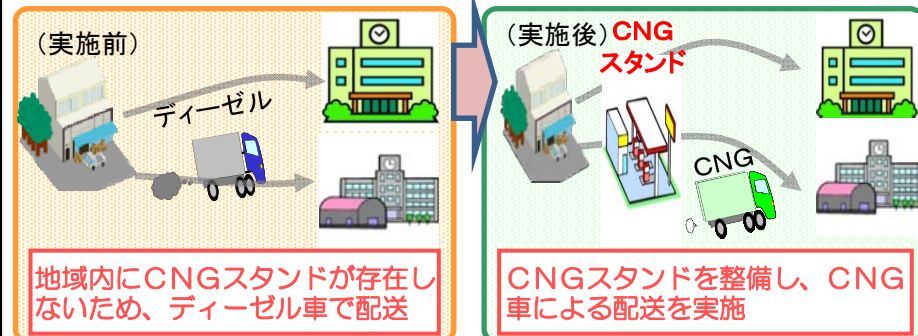 （実施前）
ディーゼル
地域内にＣＮＧスタンドが存在し
ないため、ディーゼル車で配送
（実施後）ＣＮＧ
スタンド
ＣＮＧ
ＣＮＧスタンドを整備し、ＣＮＧ
車による配送を実施